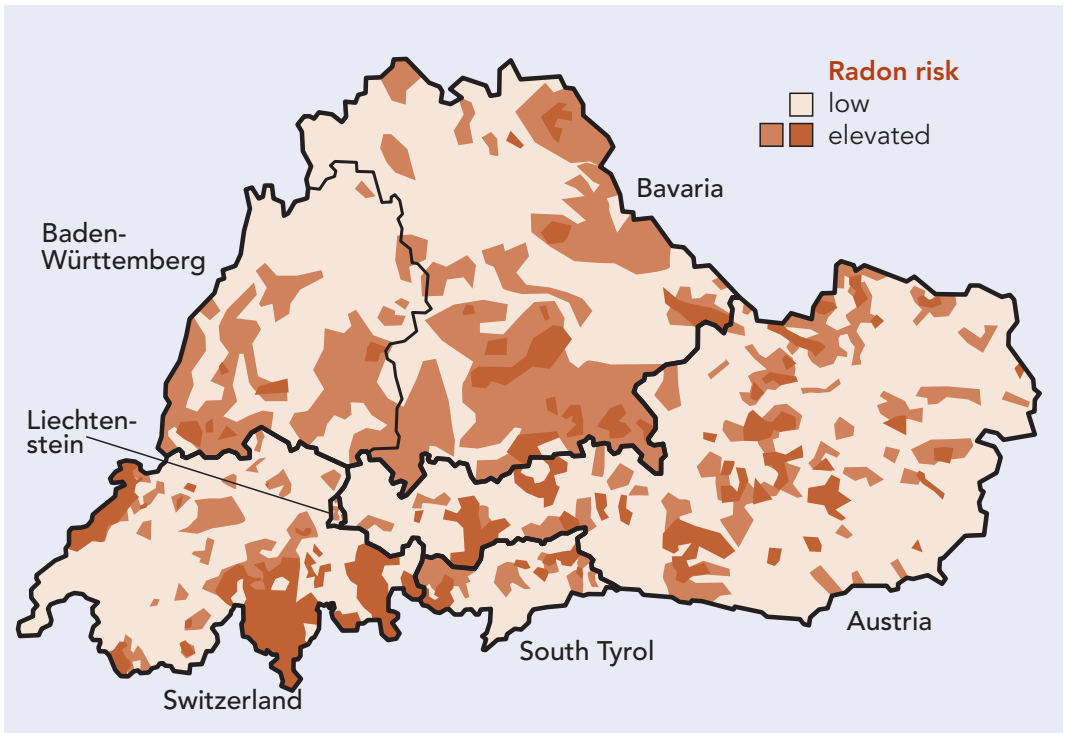 Radon risk
low
elevated
Bavaria
Baden-
Württemberg
Liechten-
stein
Austria
South Tyrol
Switzerland